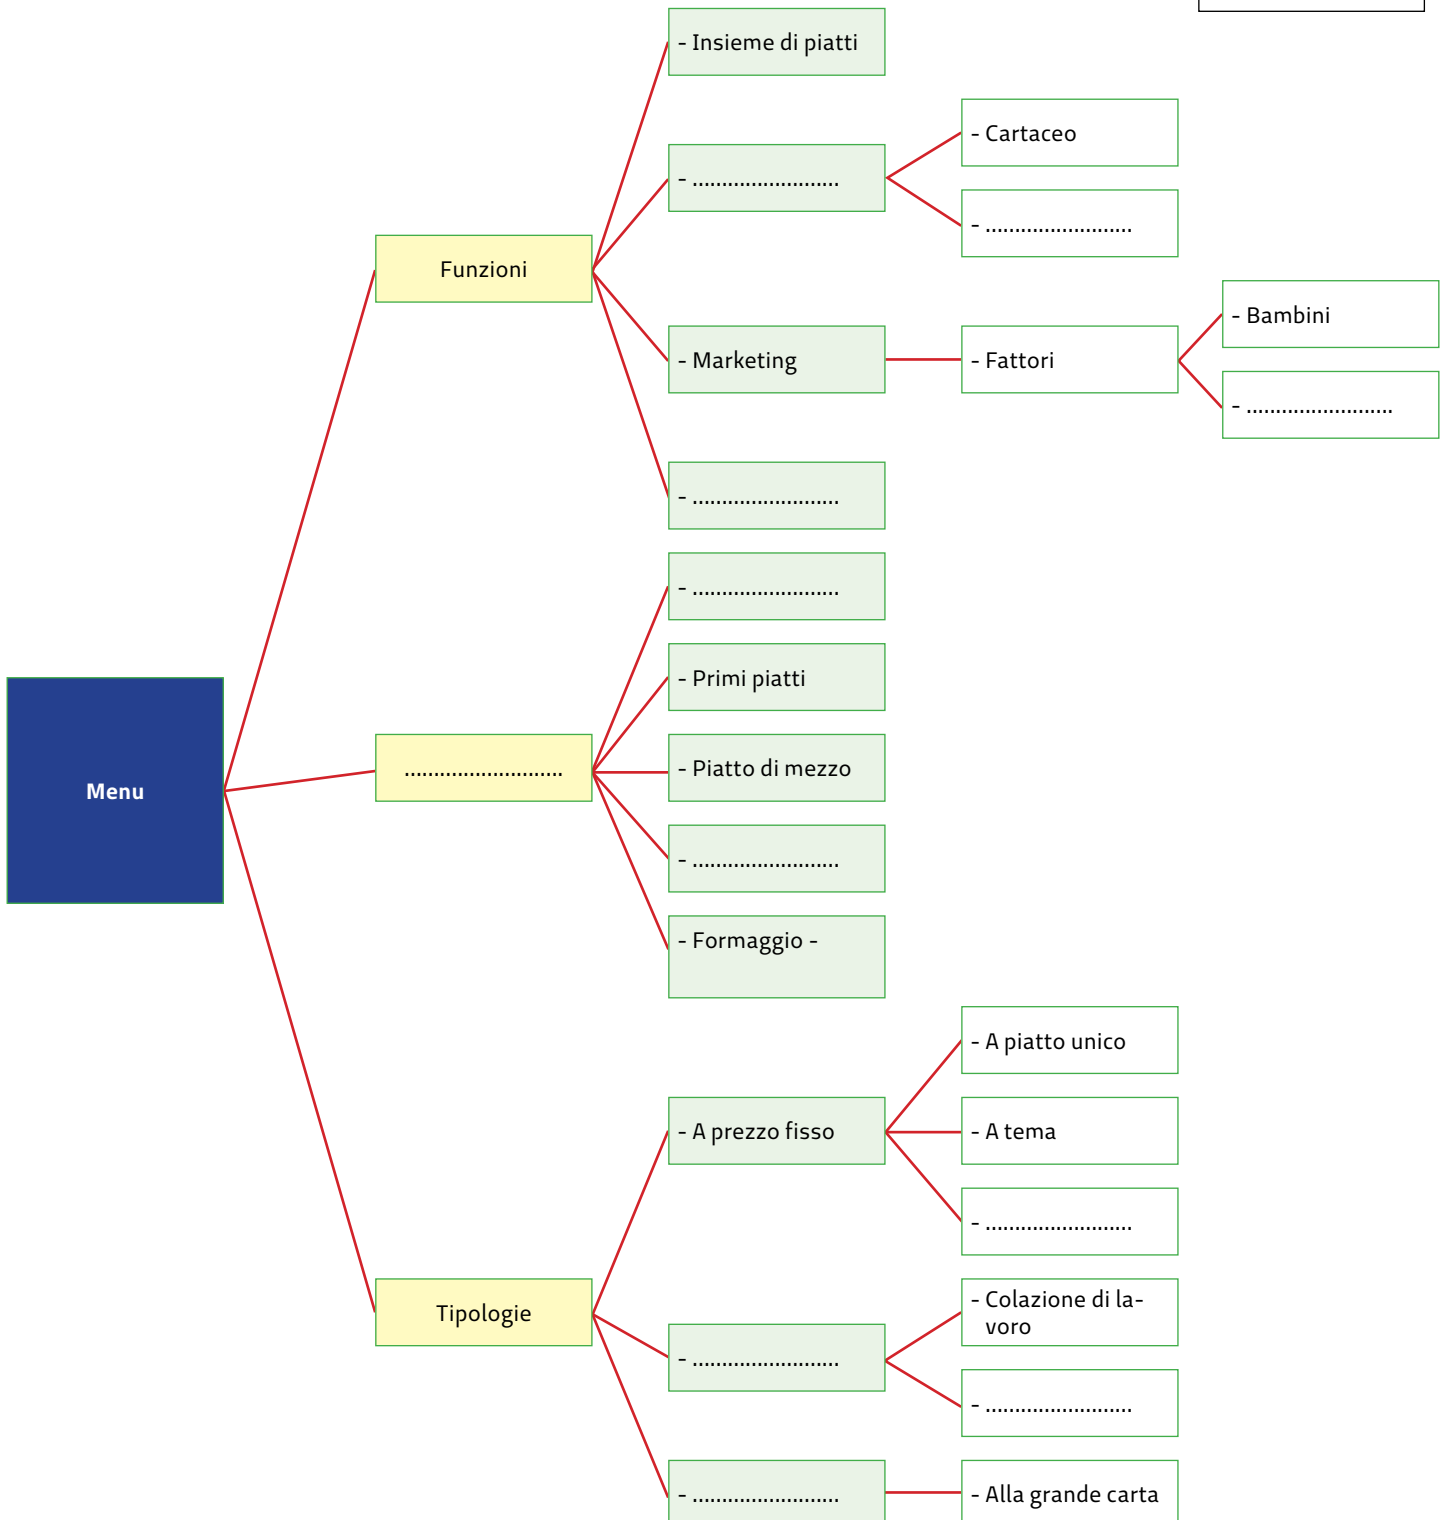 - Insieme di piatti
- Cartaceo
- .........................
- .........................
Funzioni
- Bambini
- Marketing
- Fattori
- .........................
- .........................
- .........................
- Primi piatti
Menu
...........................
- Piatto di mezzo
- .........................
- Formaggio -
- A piatto unico
- A prezzo fisso
- A tema
- .........................
Tipologie
- Colazione di la-
voro
- .........................
- .........................
- .........................
- Alla grande carta